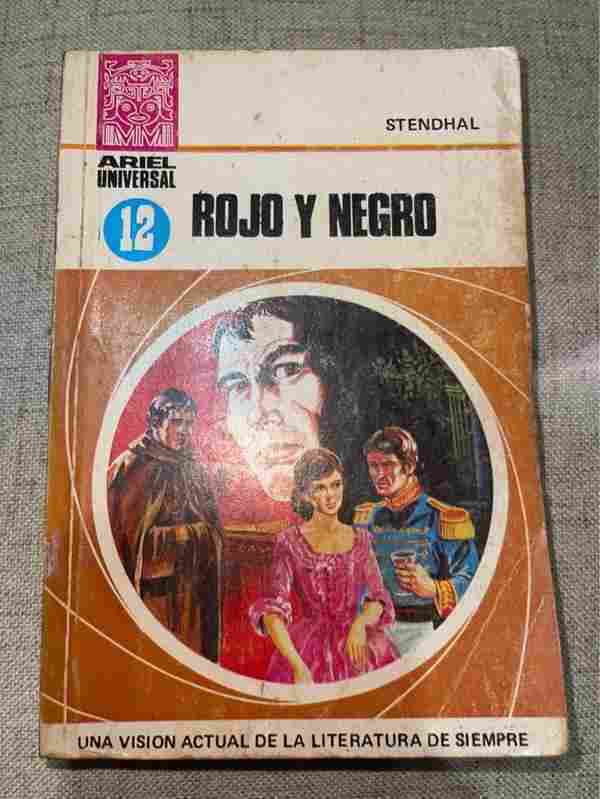 STENDHAL
ARIEL
UNIVERSAL
12
ROJO Y NEGRO
UNA VISION ACTUAL DE LA LITERATURA DE SIEMPRE